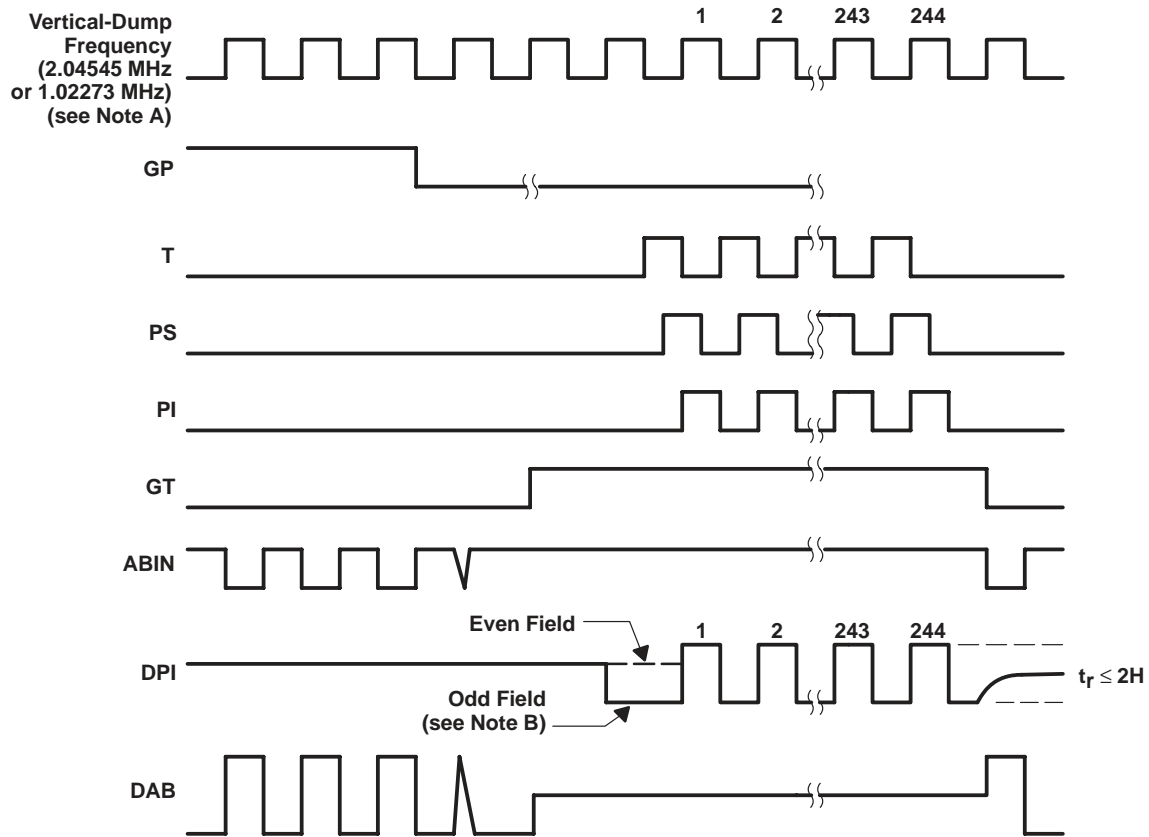 1 2 243 244
Vertical-Dump
Frequency
(2.04545 MHz
or 1.02273 MHz)
(see Note A)
GP
T
PS
PI
GT
ABIN
Even Field
1 2 243 244
DPI
tr ≤ 2H
Odd Field
(see Note B)
DAB